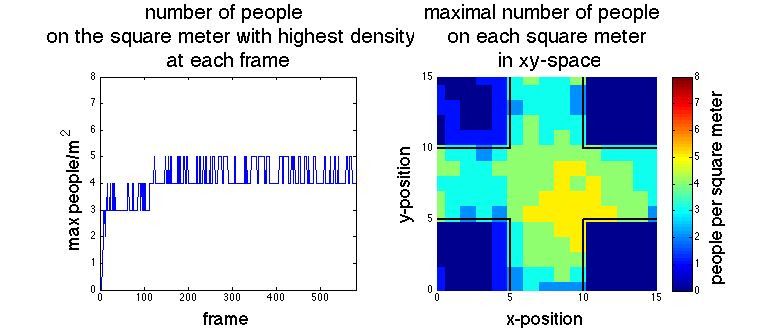 number of people
on the square meter with highest density
at each frame
max people/m²
8
7
6
5
4
3
2
1
0
0 100 200 300 400 500
frame
maximal number of people
on each square meter
in xy-space
y-position
15
10
5
0
0 5 10 15
x-position
8
7
6
5
4
3
2
1
0
people per square meter